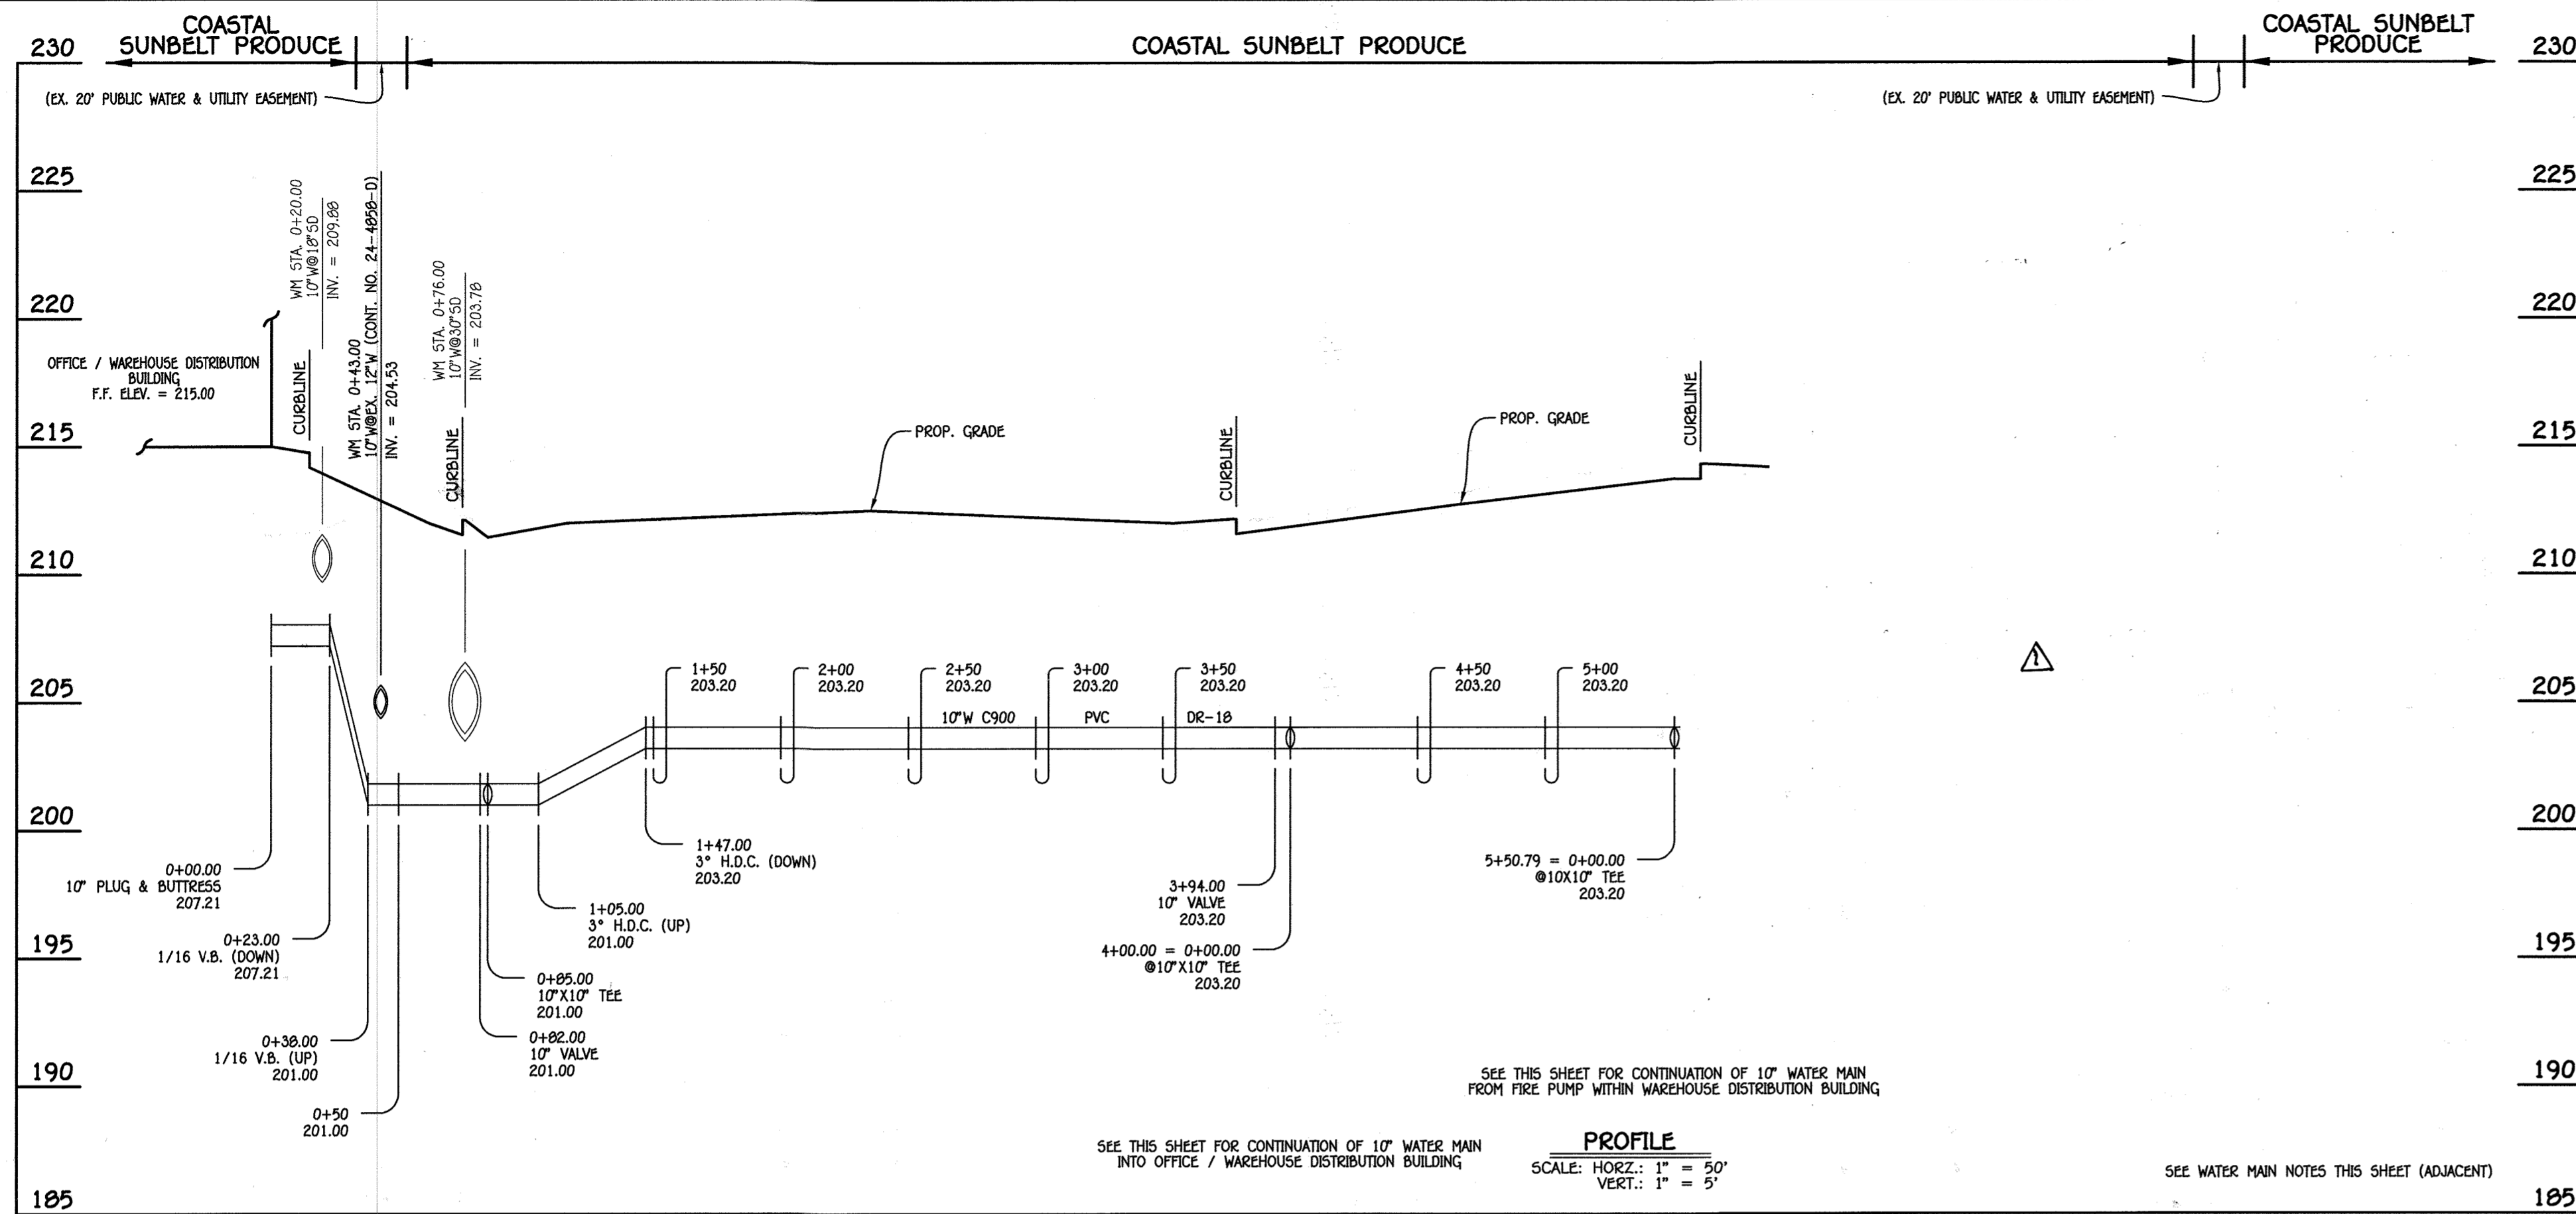 COASTAL
SUNBELT PRODUCE
COASTAL SUNBELT PRODUCE
COASTAL SUNBELT
PRODUCE
230
230
(EX. 20' PUBLIC WATER & UTILITY EASEMENT)
(EX. 20' PUBLIC WATER & UTILITY EASEMENT)
225
225
WM STA. 0+20.00
10"W@18"SD
INV. = 209.88
WM STA. 0+43.00
10"W@EX. 12"W (CONT. NO. 24-4858-D)
INV. = 204.53
WM STA. 0+76.00
10"W@30"SD
INV. = 203.78
220
220
OFFICE / WAREHOUSE DISTRIBUTION
BUILDING
F.F. ELEV. = 215.00
CURBLINE
CURBLINE
CURBLINE
CURBLINE
PROP. GRADE
PROP. GRADE
215
215
210
210
205
205
1+50
203.20
2+00
203.20
2+50
203.20
3+00
203.20
3+50
203.20
4+50
203.20
5+00
203.20
10"W C900
PVC
DR-18
1
200
200
0+00.00
10" PLUG & BUTTRESS
207.21
1+47.00
3° H.D.C. (DOWN)
203.20
5+50.79 = 0+00.00
@10X10" TEE
203.20
3+94.00
10" VALVE
203.20
1+05.00
3° H.D.C. (UP)
201.00
195
195
0+23.00
1/16 V.B. (DOWN)
207.21
4+00.00 = 0+00.00
@10"X10" TEE
203.20
0+85.00
10"X10" TEE
201.00
0+38.00
1/16 V.B. (UP)
201.00
0+82.00
10" VALVE
201.00
190
190
0+50
201.00
SEE THIS SHEET FOR CONTINUATION OF 10" WATER MAIN
FROM FIRE PUMP WITHIN WAREHOUSE DISTRIBUTION BUILDING
SEE THIS SHEET FOR CONTINUATION OF 10" WATER MAIN
INTO OFFICE / WAREHOUSE DISTRIBUTION BUILDING
PROFILE
SCALE: HORZ.: 1" = 50'
VERT.: 1" = 5'
SEE WATER MAIN NOTES THIS SHEET (ADJACENT)
185
185